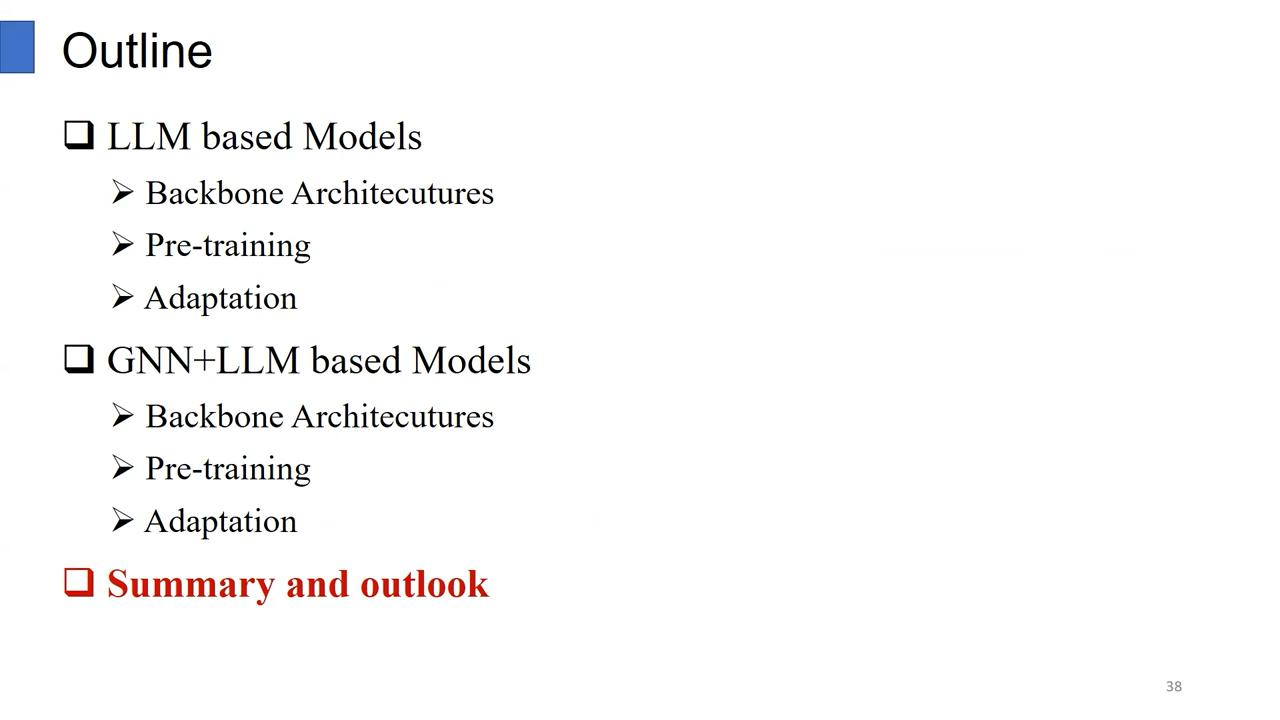 Outline
LLM based Models
Backbone Architecutures
Pre-training
Adaptation
GNN+LLM based Models
Backbone Architecutures
Pre-training
Adaptation
Summary and outlook
38